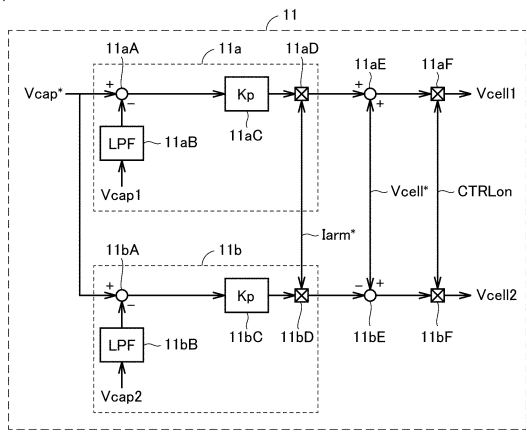 11
11aA
11a
11aD
11aE
11aF
Vcap*
+
−
Kp
+
+
Vcell1
11aC
LPF
11aB
Vcap1
Vcell*
CTRLon
Iarm*
11bA
11b
+
−
Kp
−
+
Vcell2
11bC
11bD
11bE
11bF
LPF
11bB
Vcap2